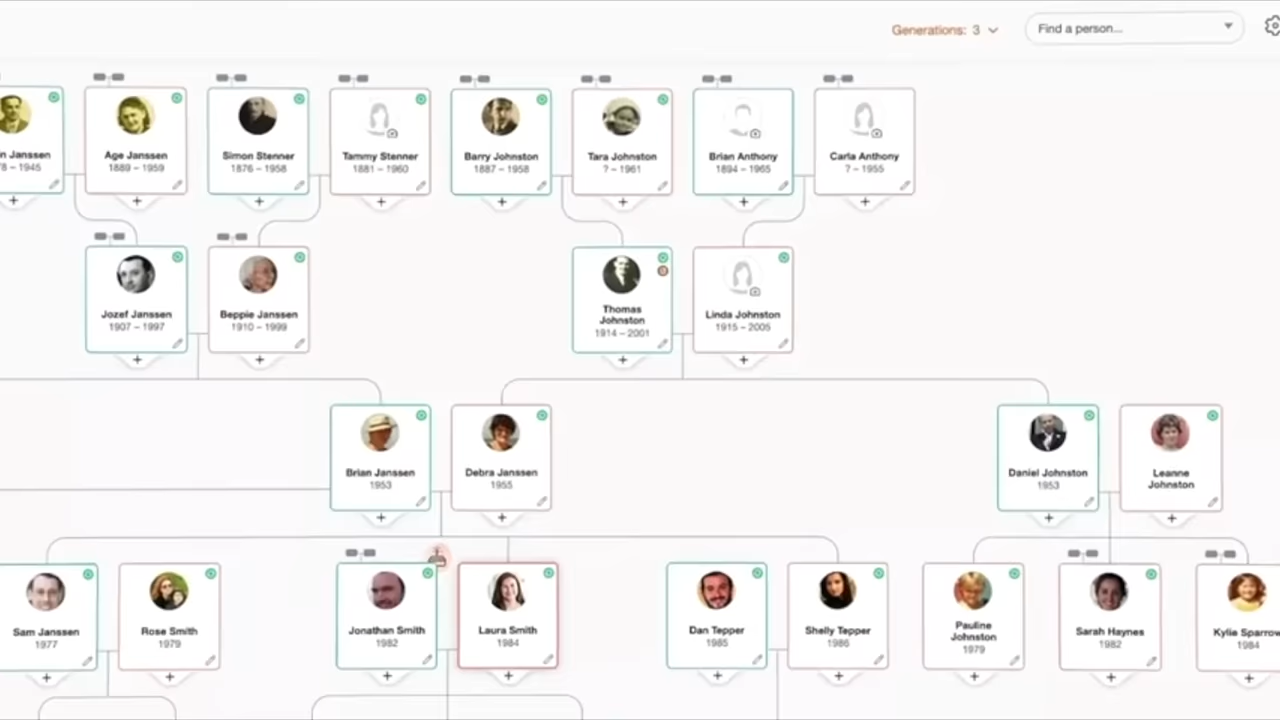 Generations: 3
Find a person...
in Janssen
Age Janssen
Simon Stenner
Tammy Stenner
Barry Johnston
Tara Johnston
Brian Anthony
Carla Anthony
8 – 1945
1889 – 1959
1876 – 1958
1881 – 1960
1887 – 1958
? – 1961
1894 – 1965
? – 1955
Jozef Janssen
Beppie Janssen
Thomas
Johnston
Linda Johnston
1907 – 1997
1910 – 1999
1914 – 2001
1915 – 2005
Brian Janssen
Debra Janssen
Daniel Johnston
Leanne
Johnston
1953
1955
1953
Sam Janssen
Rose Smith
Jonathan Smith
Laura Smith
Dan Tepper
Shelly Tepper
Pauline
Johnston
Sarah Haynes
Kylie Sparrow
1977
1979
1982
1984
1985
1986
1979
1982
1984